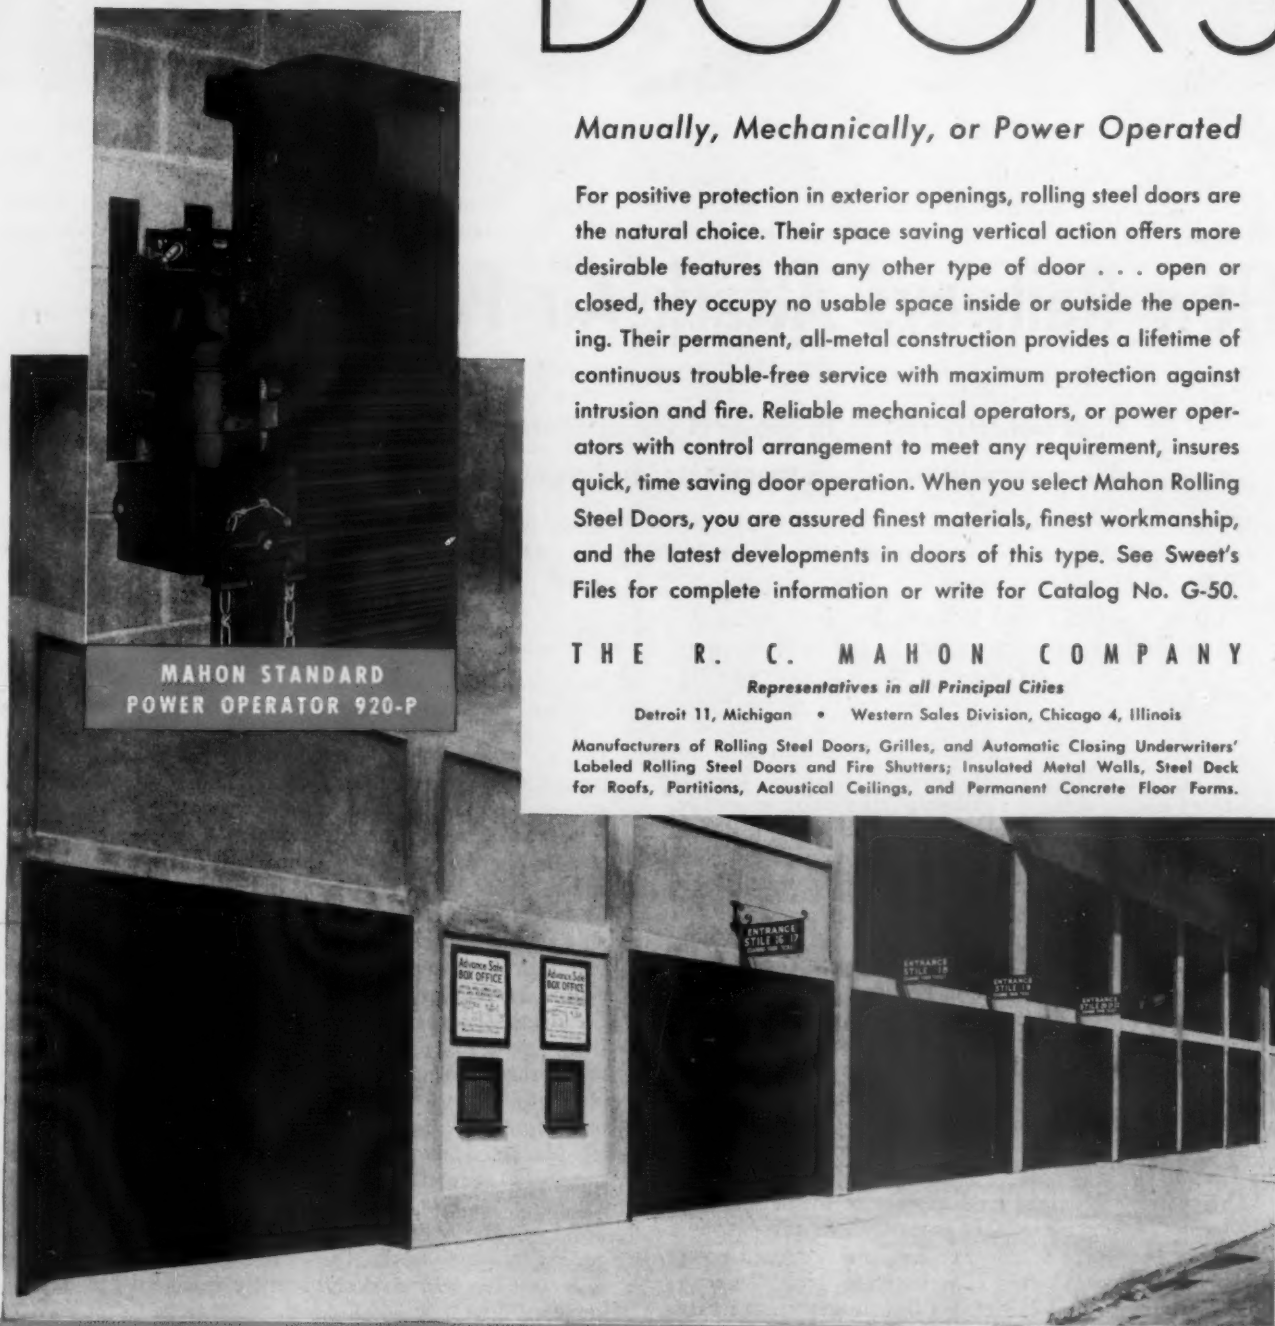 DOORS
Manually, Mechanically, or Power Operated
For positive protection in exterior openings, rolling steel doors are
the natural choice. Their space saving vertical action offers more
desirable features than any other type of door . . . open or
closed, they occupy no usable space inside or outside the open-
ing. Their permanent, all-metal construction provides a lifetime of
continuous trouble-free service with maximum protection against
intrusion and fire. Reliable mechanical operators, or power oper-
ators with control arrangement to meet any requirement, insures
quick, time saving door operation. When you select Mahon Rolling
Steel Doors, you are assured finest materials, finest workmanship,
and the latest developments in doors of this type. See Sweet's
Files for complete information or write for Catalog No. G-50.
THE R. C. MAHON COMPANY
Representatives in all Principal Cities
Detroit 11, Michigan • Western Sales Division, Chicago 4, Illinois
Manufacturers of Rolling Steel Doors, Grilles, and Automatic Closing Underwriters'
Labeled Rolling Steel Doors and Fire Shutters; Insulated Metal Walls, Steel Deck
for Roofs, Partitions, Acoustical Ceilings, and Permanent Concrete Floor Forms.
MAHON STANDARD
POWER OPERATOR 920-P
Advance Sale
BOX OFFICE
Advance Sale
BOX OFFICE
ENTRANCE
STILE 16 17
ENTRANCE
STILE 18
ENTRANCE
STILE 19
ENTRANCE
STILE